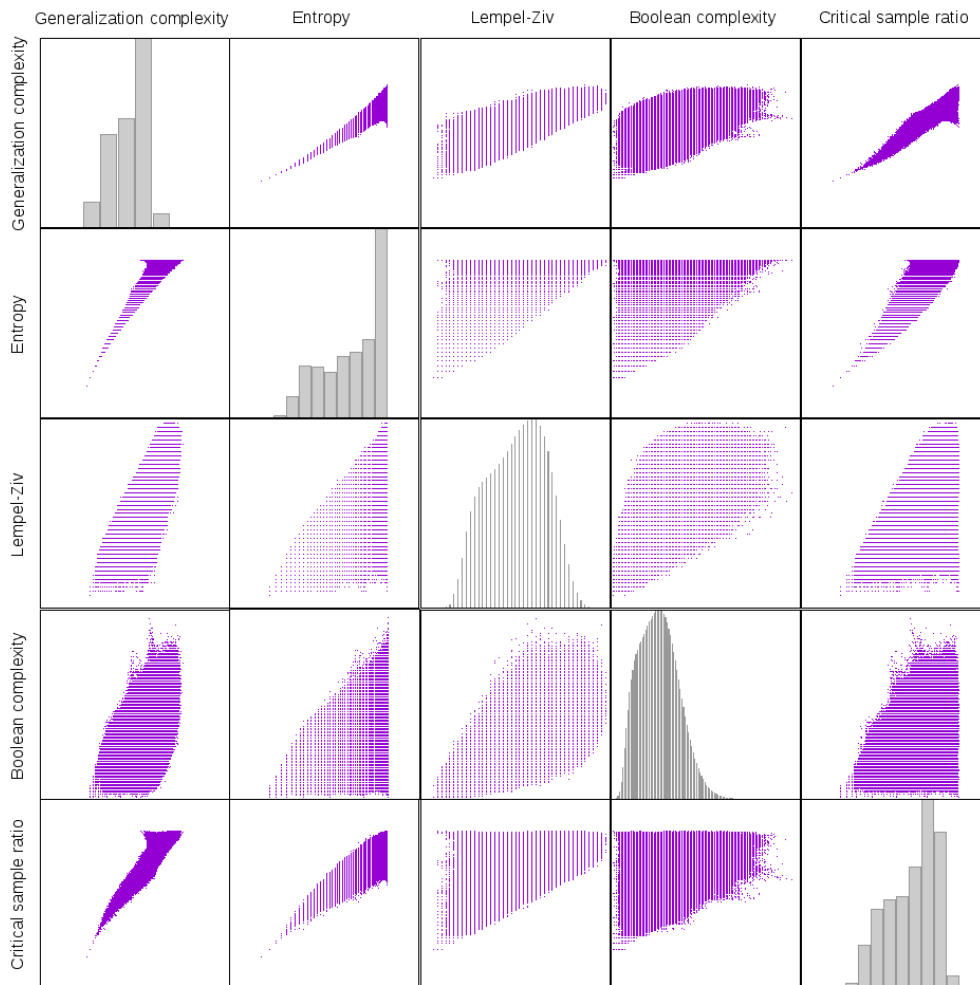 Generalization complexity
Entropy
Lempel-Ziv
Boolean complexity
Critical sample ratio
Generalization complexity
Entropy
Lempel-Ziv
Boolean complexity
Critical sample ratio